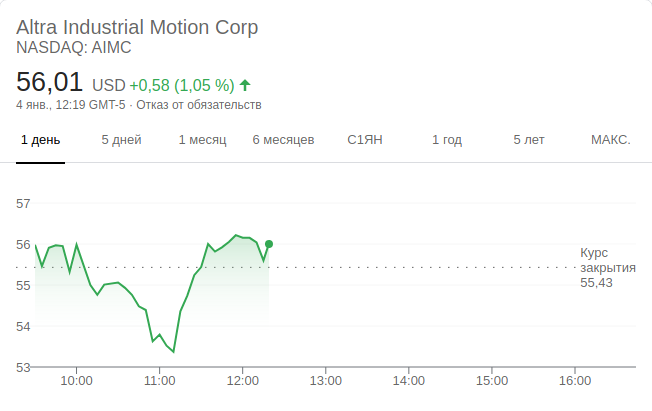 Altra Industrial Motion Corp
NASDAQ: AIMC
56,01 USD +0,58 (1,05 %)
4 янв., 12:19 GMT-5 · Отказ от обязательств
1 день 5 дней 1 месяц 6 месяцев С1ЯН 1 год 5 лет МАКС.
57
56
Курс
закрытия
55,43
55
54
53
10:00 11:00 12:00 13:00 14:00 15:00 16:00